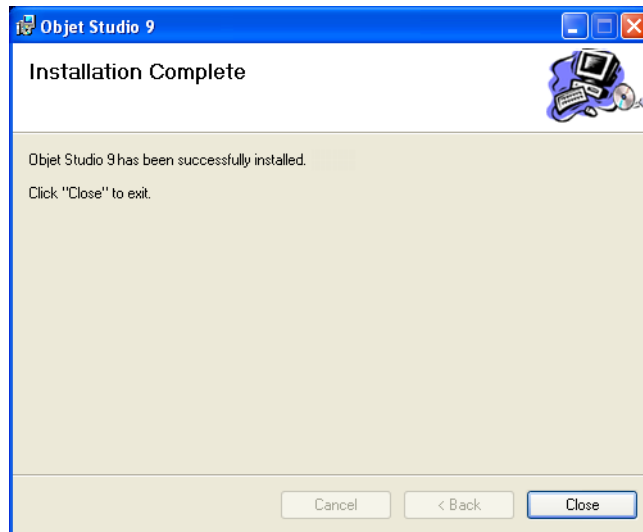 Objet Studio 9
Installation Complete
Objet Studio 9 has been successfully installed.
Click "Close" to exit.
Cancel
< Back
Close